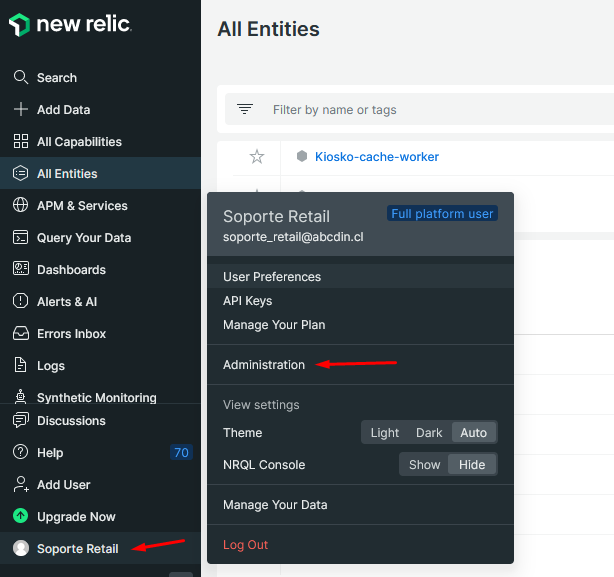 new relic.
Search
Add Data
All Capabilities
All Entities
APM & Services
Query Your Data
Dashboards
Alerts & AI
Errors Inbox
Logs
Synthetic Monitoring
Discussions
Help 70
Add User
Upgrade Now
Soporte Retail
All Entities
Filter by name or tags
Kiosko-cache-worker
Soporte Retail Full platform user
soporte_retail@abcdin.cl
User Preferences
API Keys
Manage Your Plan
Administration
View settings
Theme Light Dark Auto
NRQL Console Show Hide
Manage Your Data
Log Out